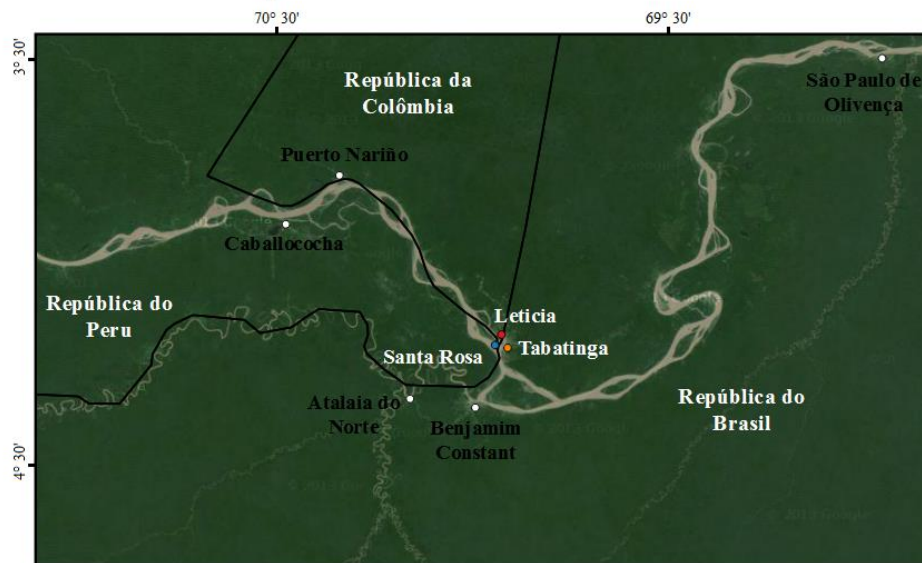 70° 30'
69° 30'
3° 30'
São Paulo de
Olivença
República da
Colômbia
Puerto Nariño
Caballococha
República do
Peru
Leticia
Santa Rosa
Tabatinga
República do
Brasil
Atalaia do
Norte
Benjamim
Constant
4° 30'